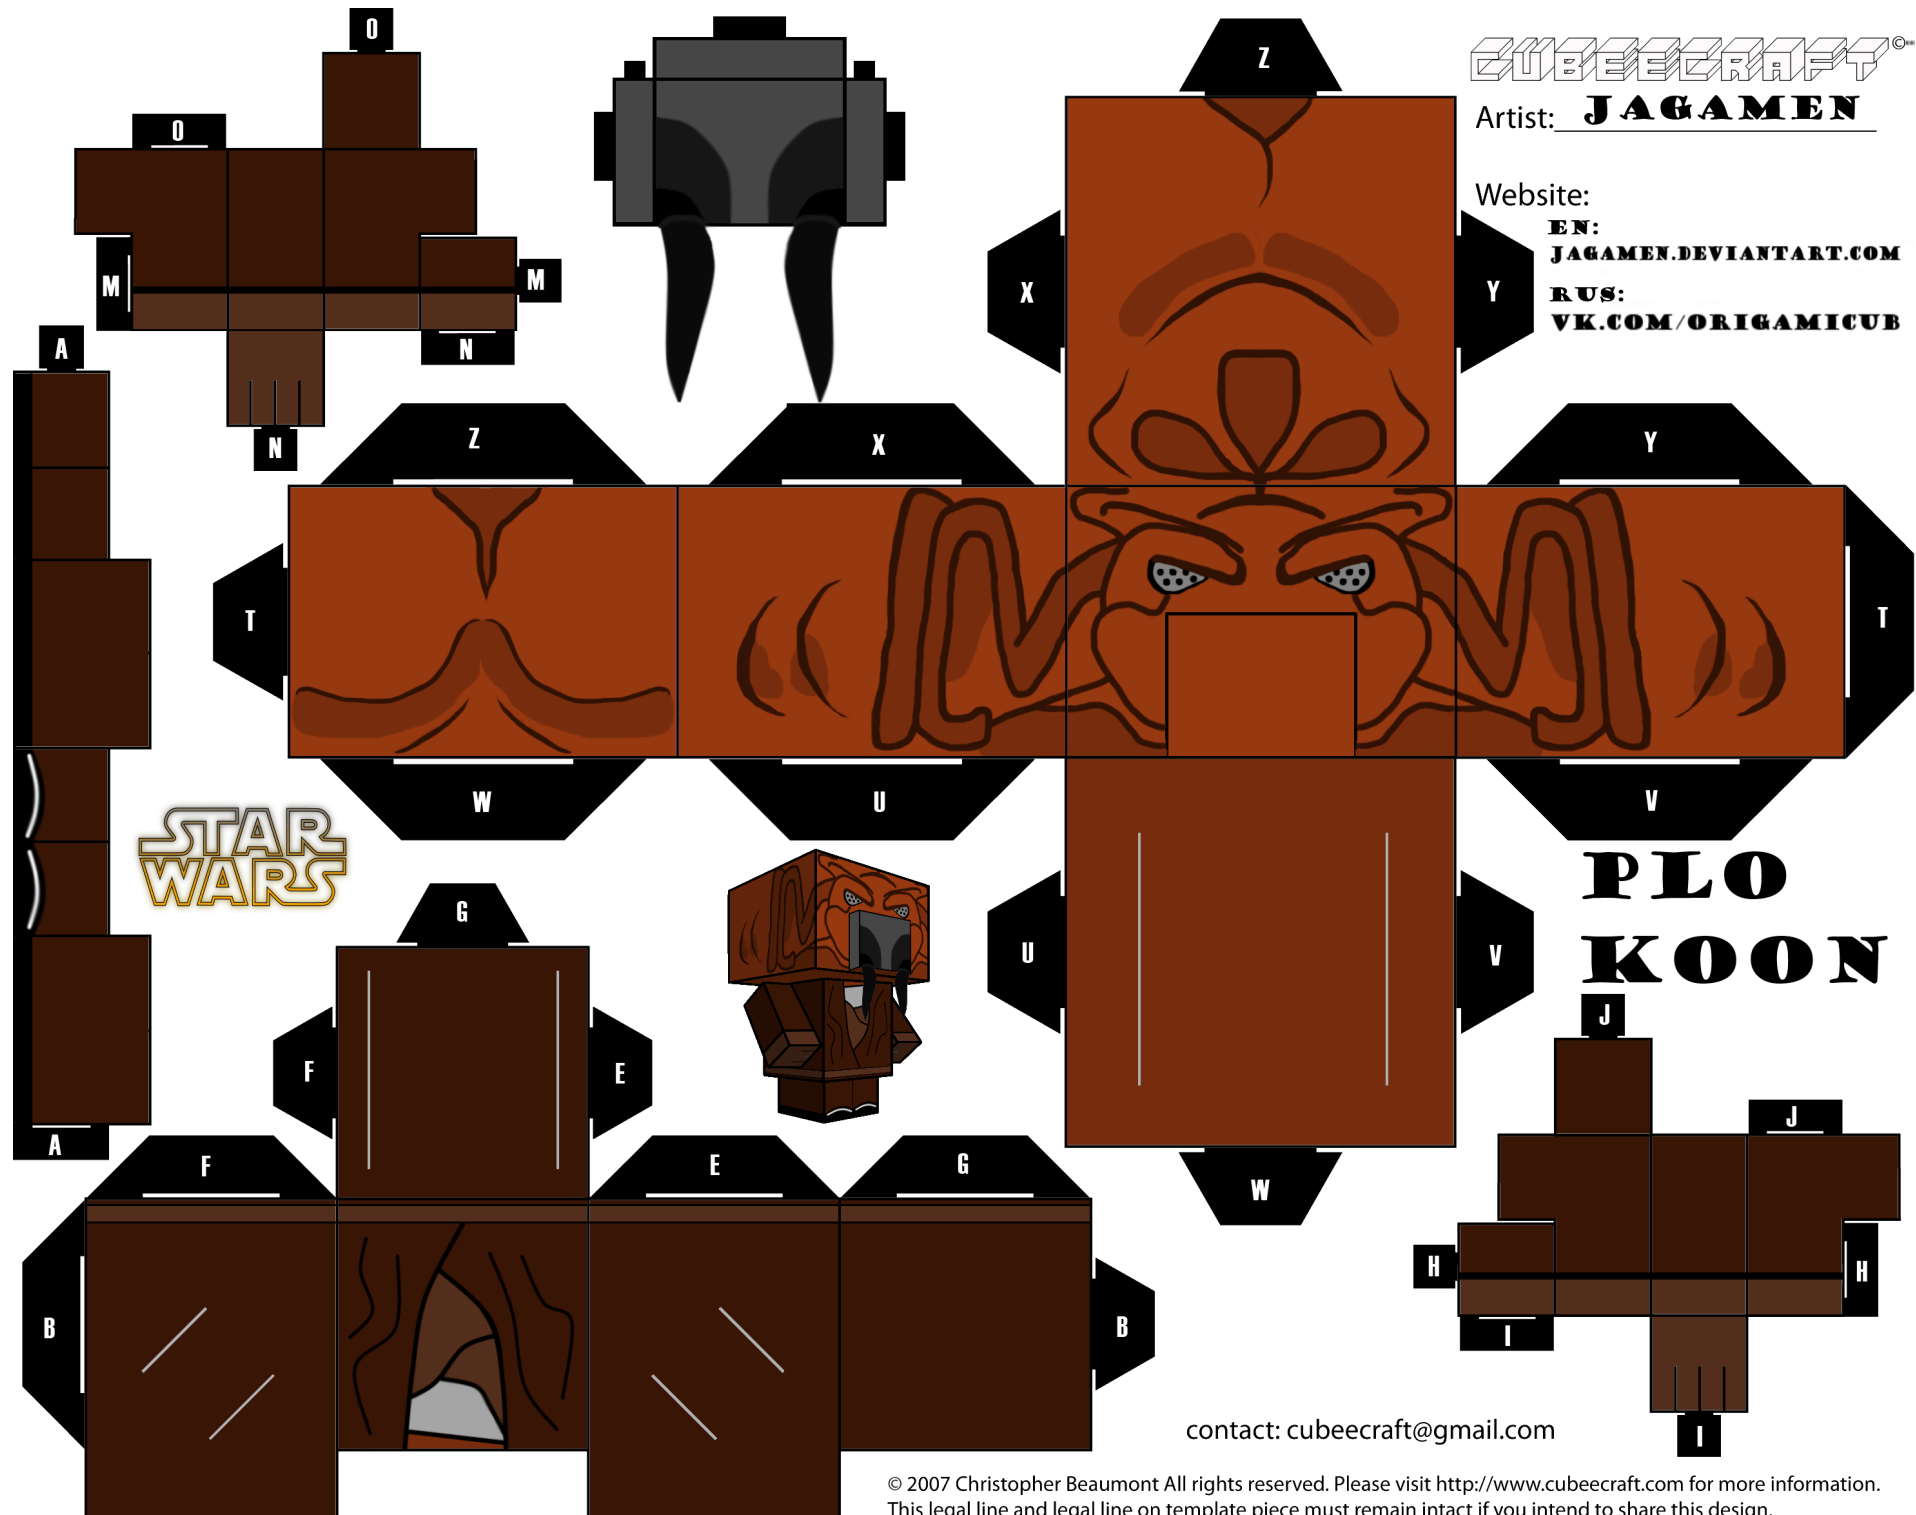 O
Z
CUBEECRAFT ©
Artist: JAGAMEN
O
Website:
EN:
JAGAMEN.DEVIANTART.COM
M
M
X
Y
RUS:
VK.COM/ORIGAMICUB
A
N
N
Z
X
Y
T
T
W
U
V
STAR
WARS
PLO
KOON
G
U
V
J
F
E
A
J
F
E
G
W
H
H
B
B
I
contact: cubeecraft@gmail.com
I
© 2007 Christopher Beaumont All rights reserved. Please visit http://www.cubeecraft.com for more information.
This legal line and legal line on template piece must remain intact if you intend to share this design.